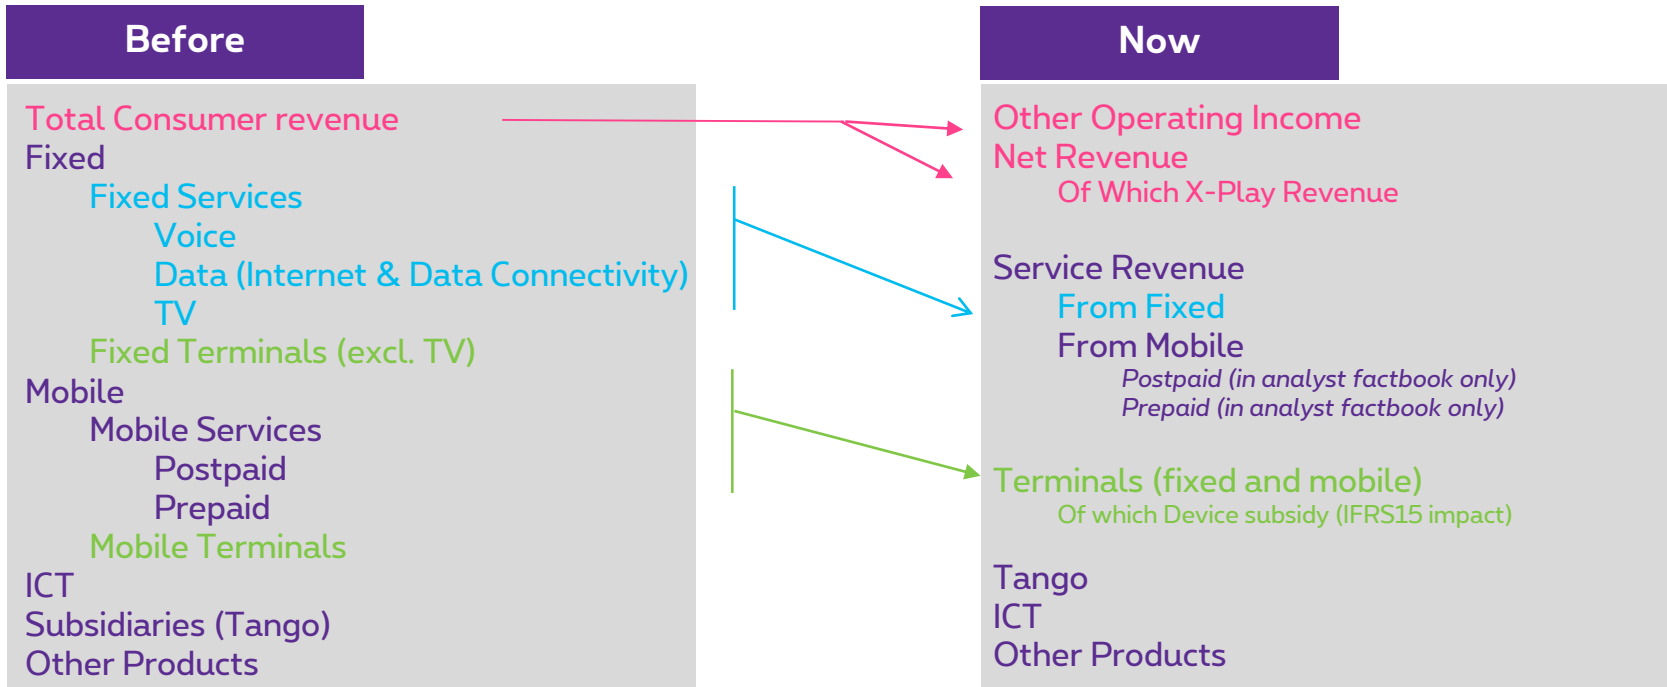 Before
Total Consumer revenue
Fixed
Fixed Services
Voice
Data (Internet & Data Connectivity)
TV
Fixed Terminals (excl. TV)
Mobile
Mobile Services
Postpaid
Prepaid
Mobile Terminals
ICT
Subsidiaries (Tango)
Other Products
Now
Other Operating Income
Net Revenue
Of Which X-Play Revenue
Service Revenue
From Fixed
From Mobile
Postpaid (in analyst factbook only)
Prepaid (in analyst factbook only)
Terminals (fixed and mobile)
Of which Device subsidy (IFRS15 impact)
Tango
ICT
Other Products